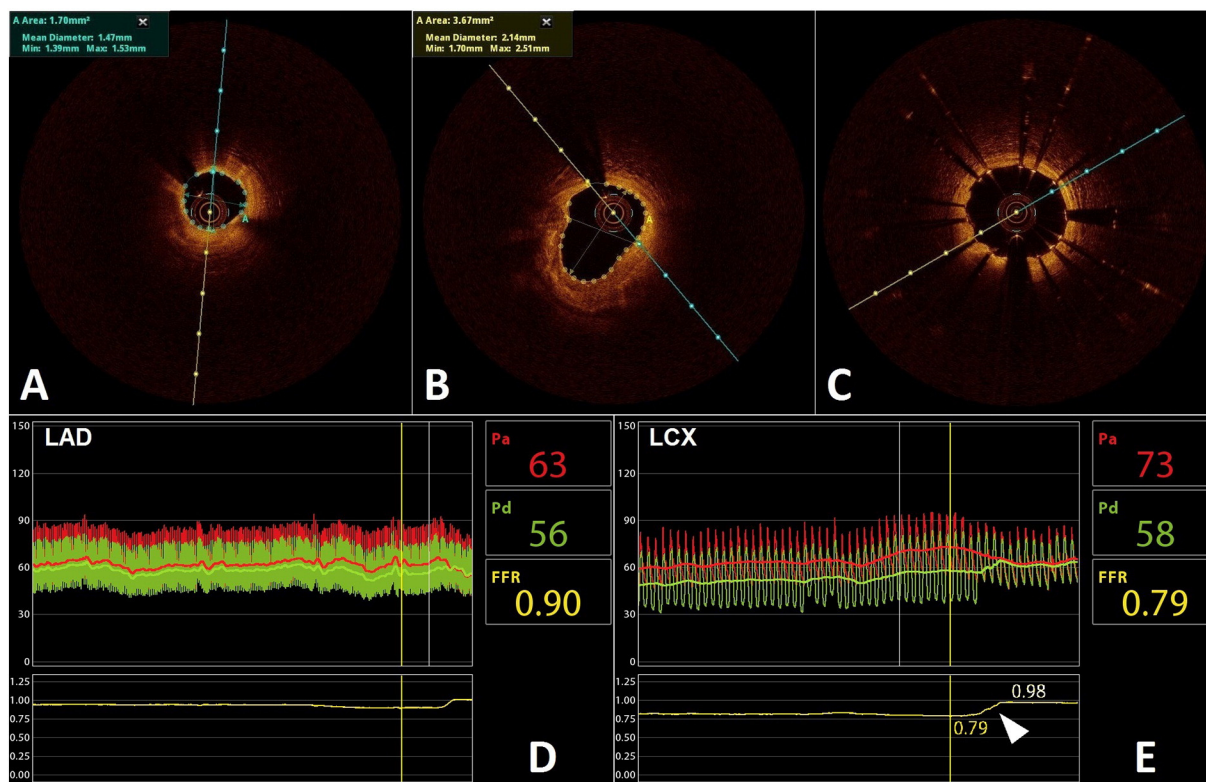 A Area: 1.70mm²
Mean Diameter: 1.47mm
Min: 1.39mm Max: 1.53mm
A
A
A Area: 3.67mm²
Mean Diameter: 2.14mm
Min: 1.70mm Max: 2.51mm
A
B
C
LAD
150
120
90
60
30
0
Pa
63
Pd
56
FFR
0.90
1.25
1.00
0.75
0.50
0.25
0.00
D
LCX
150
120
90
60
30
0
Pa
73
Pd
58
FFR
0.79
1.25
1.00
0.75
0.50
0.25
0.00
0.98
0.79
E